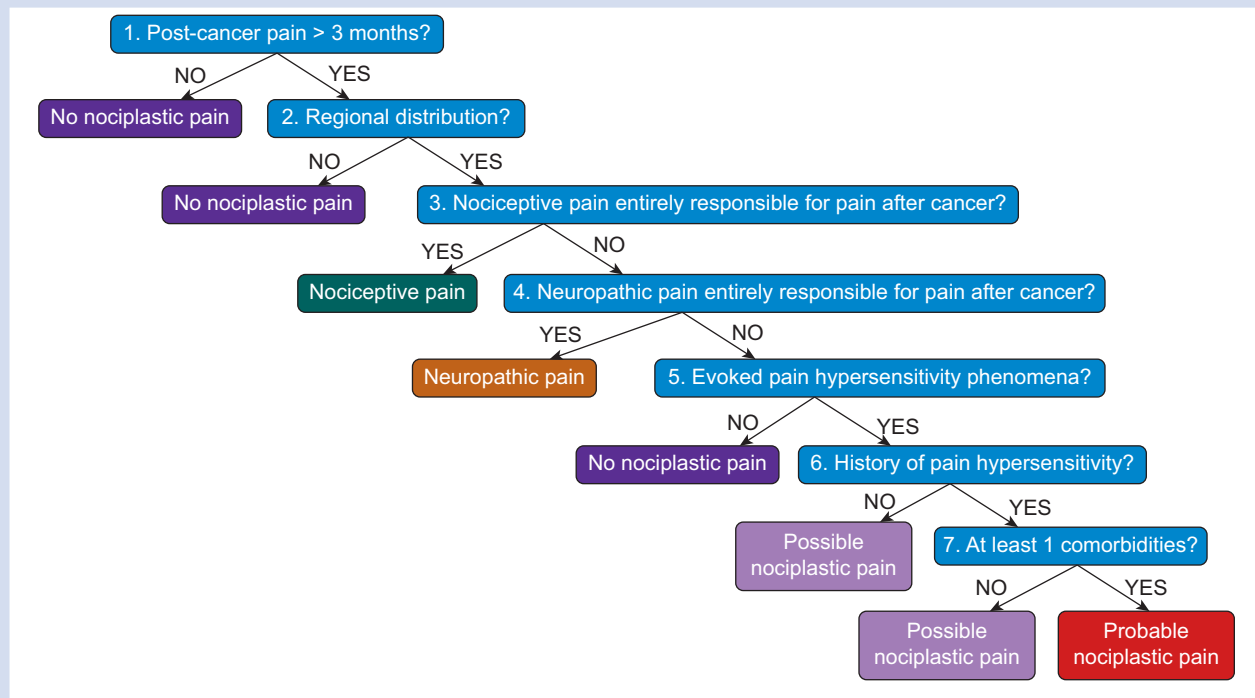 1. Post-cancer pain > 3 months?
NO
YES
No nociplastic pain
2. Regional distribution?
NO
YES
No nociplastic pain
3. Nociceptive pain entirely responsible for pain after cancer?
YES
NO
Nociceptive pain
4. Neuropathic pain entirely responsible for pain after cancer?
YES
NO
Neuropathic pain
5. Evoked pain hypersensitivity phenomena?
NO
YES
No nociplastic pain
6. History of pain hypersensitivity?
NO
YES
Possible
nociplastic pain
7. At least 1 comorbidities?
NO
YES
Possible
nociplastic pain
Probable
nociplastic pain